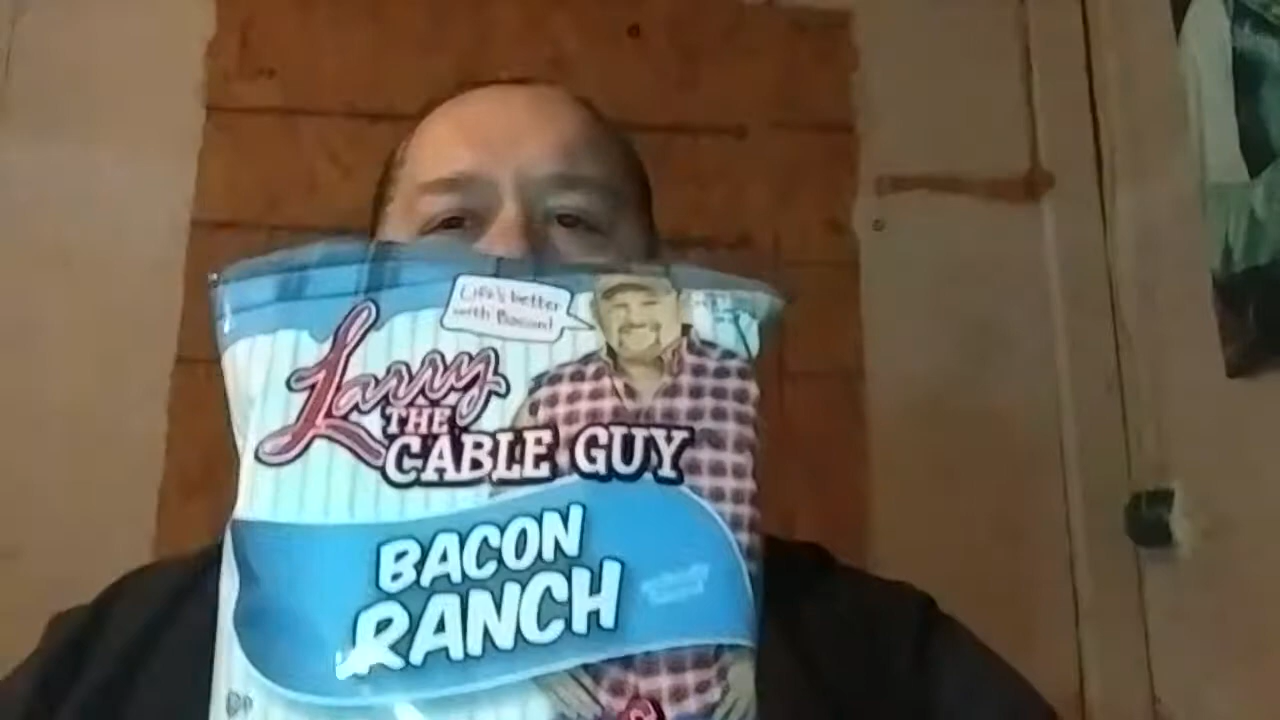 Life's better
with Bacon!
Larry
THE
CABLE GUY
BACON
RANCH